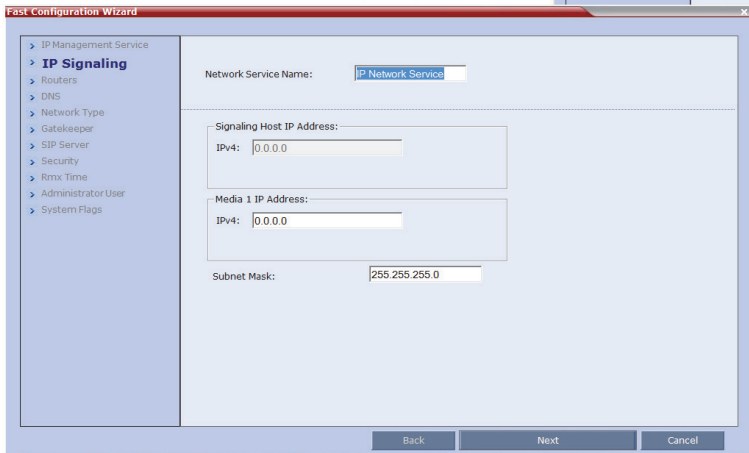 Fast Configuration Wizard
IP Management Service
IP Signaling
Routers
DNS
Network Type
Gatekeeper
SIP Server
Security
Rmx Time
Administrator User
System Flags
Network Service Name: IP Network Service
Signaling Host IP Address:
IPv4: 0.0.0.0
Media 1 IP Address:
IPv4: 0.0.0.0
Subnet Mask: 255.255.255.0
Back Next Cancel